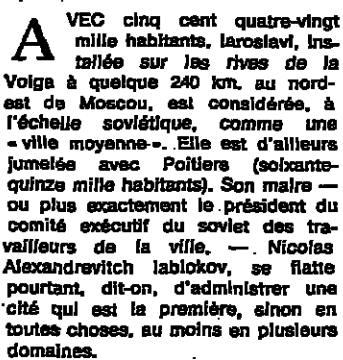 AVEC cinq cent quatre-vingt
mille habitants, Iaroslavl, ins-
tallée sur les rives de la
Volga à quelque 240 km. au nord-
est de Moscou, est considérée, à
l'échelle soviétique, comme une
« ville moyenne ». Elle est d'ailleurs
jumelée avec Poitiers (soixante-
quinze mille habitants). Son maire —
ou plus exactement le président du
comité exécutif du soviet des tra-
vailleurs de la ville, — Nicolas
Alexandrevitch Iablokov, se flatte
pourtant, dit-on, d'administrer une
cité qui est la première, sinon en
toutes choses, au moins en plusieurs
domaines.